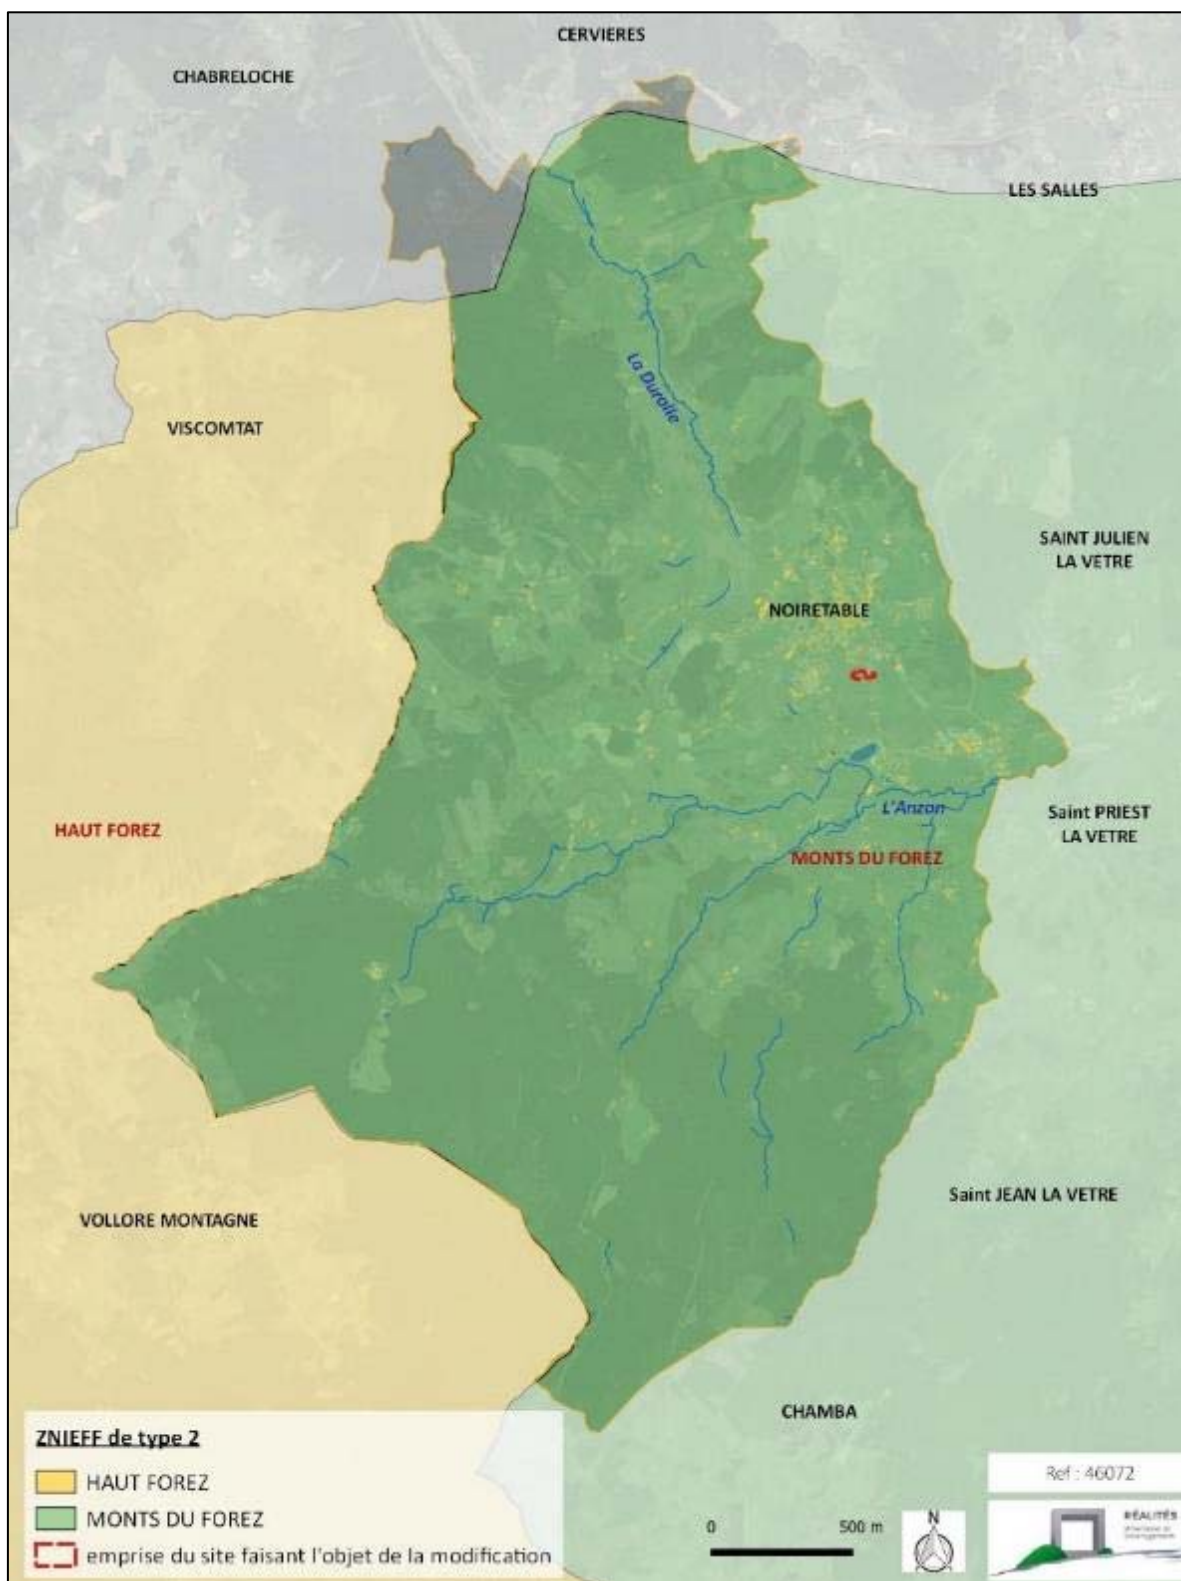 CERVIERES
CHABRELOCHE
LES SALLES
La Durolle
VISCOMTAT
SAINT JULIEN
LA VETRE
NOIRETABLE
HAUT FOREZ
L'Anzon
Saint PRIEST
LA VETRE
MONTS DU FOREZ
Saint JEAN LA VETRE
VOLLORE MONTAGNE
CHAMBA
ZNIEFF de type 2
HAUT FOREZ
MONTS DU FOREZ
emprise du site faisant l'objet de la modification
0 500 m
N
Ref : 46072
RÉALITÉS